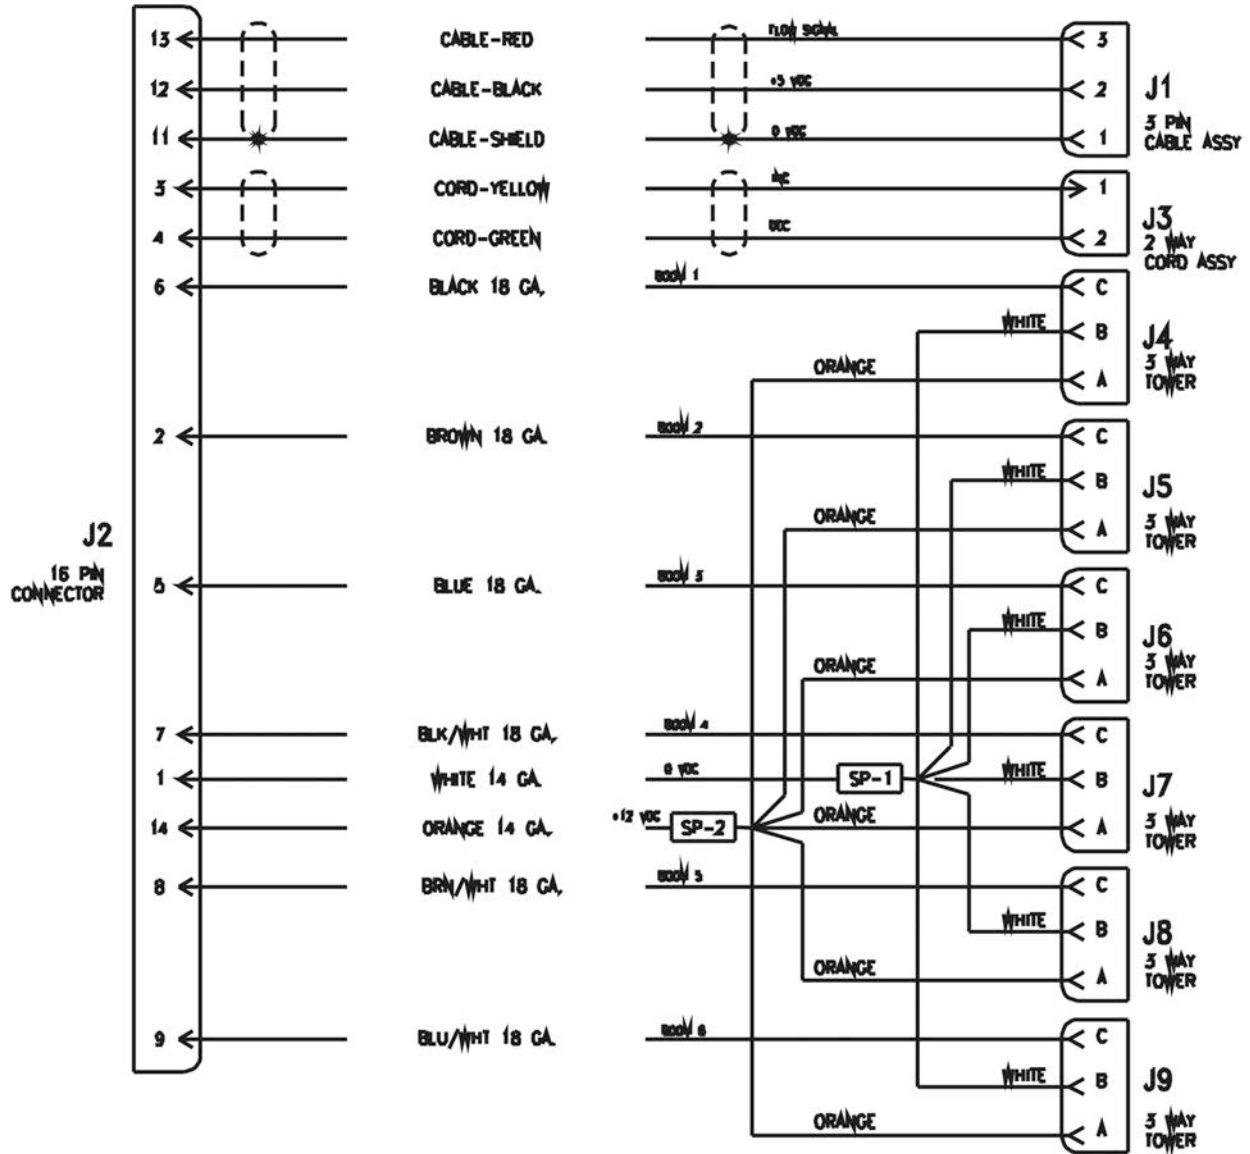 13 CABLE-RED FLOW SIGNAL 3
12 CABLE-BLACK +5 VDC 2
J1
11 CABLE-SHIELD 0 VDC 1
3 PIN
CABLE ASSY
3 CORD-YELLOW INC 1
J3
4 CORD-GREEN DEC 2
2 WAY
CORD ASSY
6 BLACK 18 GA. BOOM 1 C
WHITE B
J4
ORANGE A
3 WAY
TOWER
2 BROWN 18 GA. BOOM 2 C
WHITE B
J5
ORANGE A
3 WAY
TOWER
J2
16 PIN
CONNECTOR
5 BLUE 18 GA. BOOM 3 C
WHITE B
J6
ORANGE A
3 WAY
TOWER
7 BLK/WHT 18 GA. BOOM 4 C
1 WHITE 14 GA. 0 VDC SP-1 WHITE B
J7
14 ORANGE 14 GA. +12 VDC SP-2 ORANGE A
3 WAY
TOWER
8 BRN/WHT 18 GA. BOOM 5 C
WHITE B
J8
ORANGE A
3 WAY
TOWER
9 BLU/WHT 18 GA. BOOM 6 C
WHITE B
J9
ORANGE A
3 WAY
TOWER